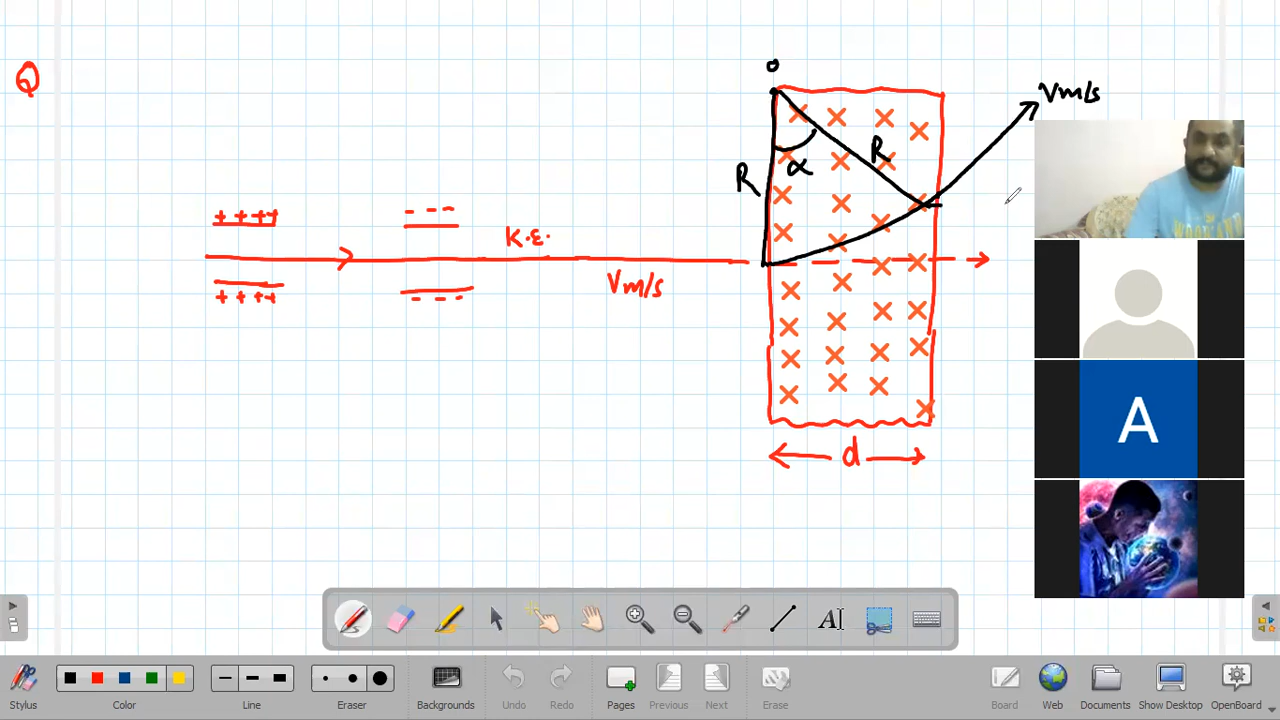 Q
O
Vm/s
R
α
R
+ + + +
- - -
K.E.
Vm/s
+ + + +
- - -
d
A
Stylus
Color
Line
Eraser
Backgrounds
Undo
Redo
Pages
Previous
Next
Erase
Board
Web
Documents
Show Desktop
OpenBoard